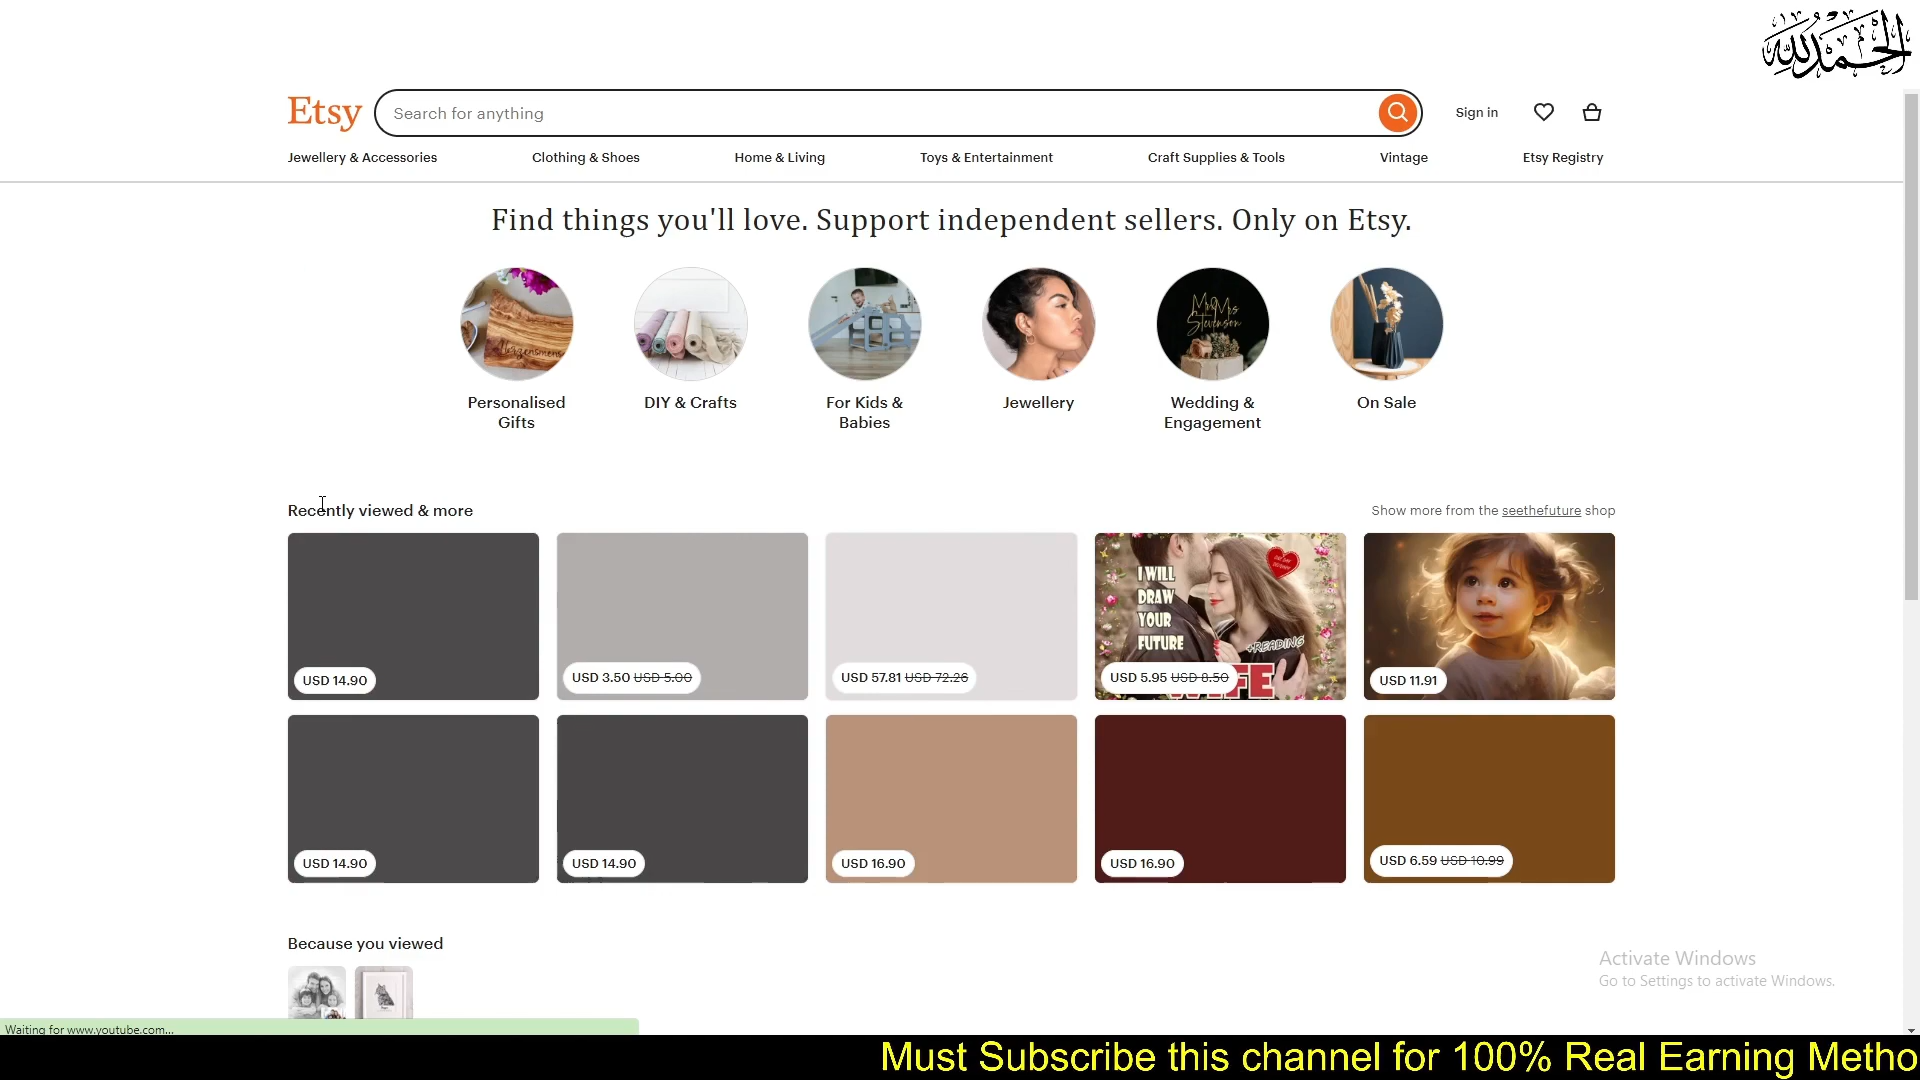 الحمد لله
Etsy
Search for anything
Sign in
Jewellery & Accessories
Clothing & Shoes
Home & Living
Toys & Entertainment
Craft Supplies & Tools
Vintage
Etsy Registry
Find things you'll love. Support independent sellers. Only on Etsy.
Mr & Mrs
Stevenson
Herzensmens
Personalised
Gifts
DIY & Crafts
For Kids &
Babies
Jewellery
Wedding &
Engagement
On Sale
Recently viewed & more
Show more from the seethefuture shop
I WILL
DRAW
YOUR
FUTURE
+READING
USD 14.90
USD 3.50 USD 5.00
USD 57.81 USD 72.26
USD 5.95 USD 8.50
USD 11.91
USD 14.90
USD 14.90
USD 16.90
USD 16.90
USD 6.59 USD 10.99
Because you viewed
Activate Windows
Go to Settings to activate Windows.
Waiting for www.youtube.com...
Must Subscribe this channel for 100% Real Earning Metho